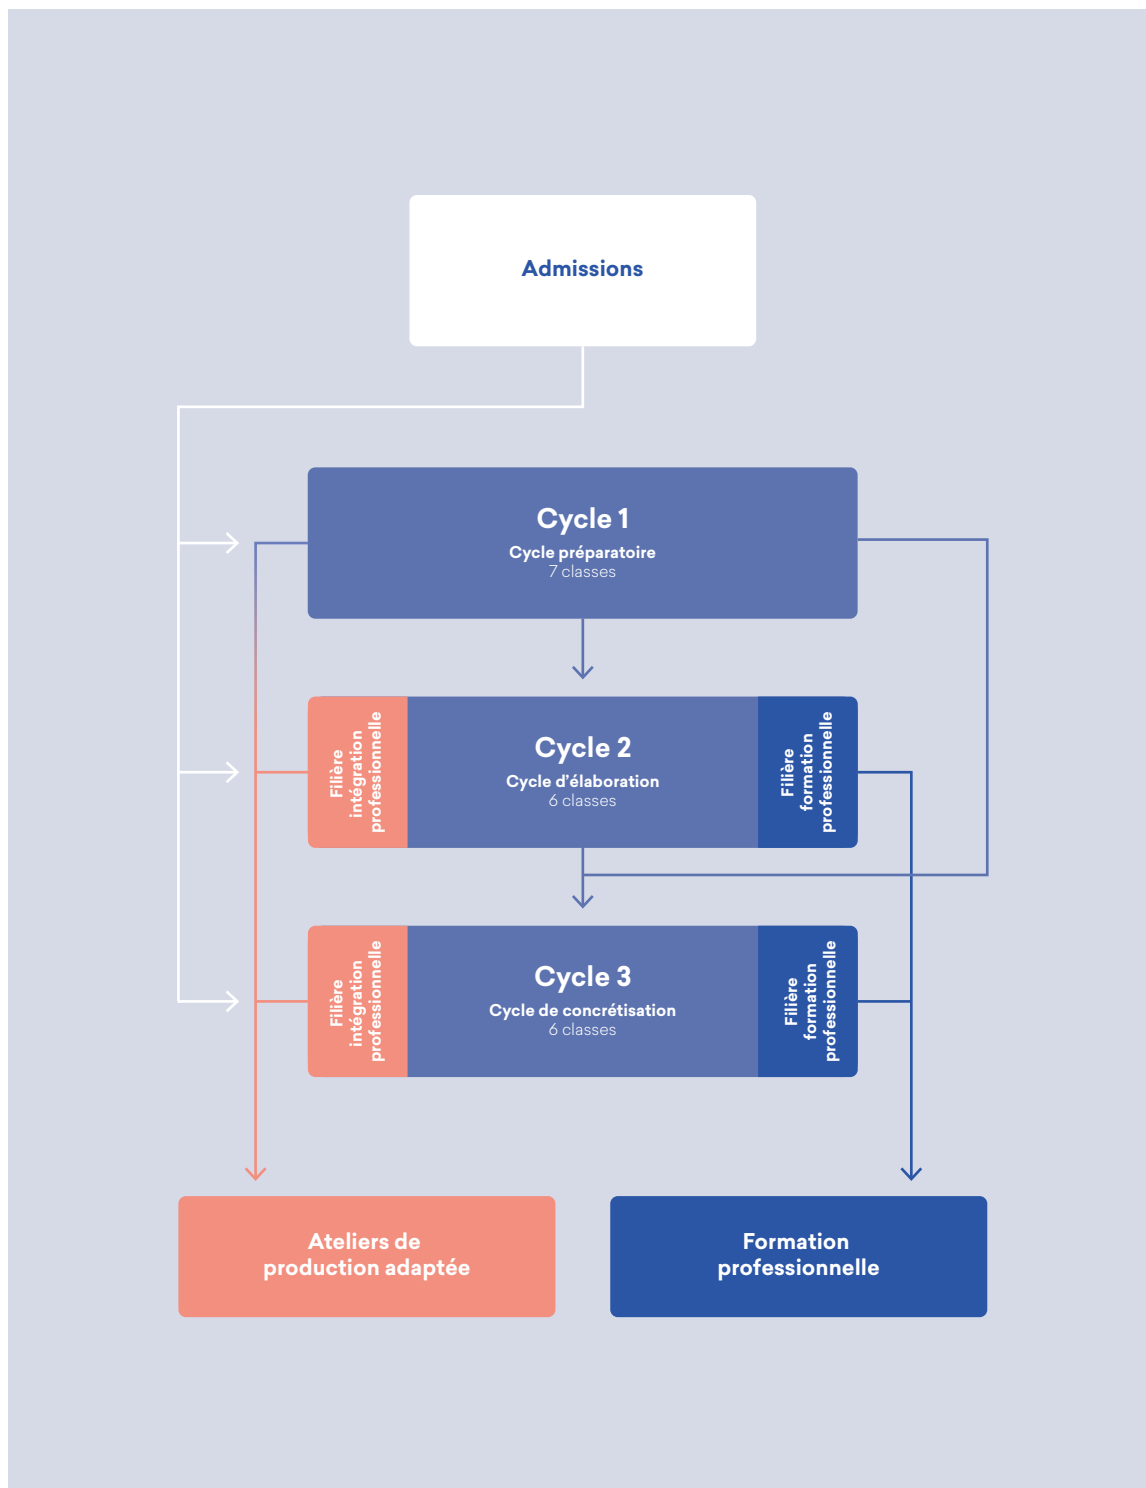 Admissions
Cycle 1
Cycle préparatoire
7 classes
Filière
intégration
professionnelle
Cycle 2
Cycle d’élaboration
6 classes
Filière
formation
professionnelle
Filière
intégration
professionnelle
Cycle 3
Cycle de concrétisation
6 classes
Filière
formation
professionnelle
Ateliers de
production adaptée
Formation
professionnelle